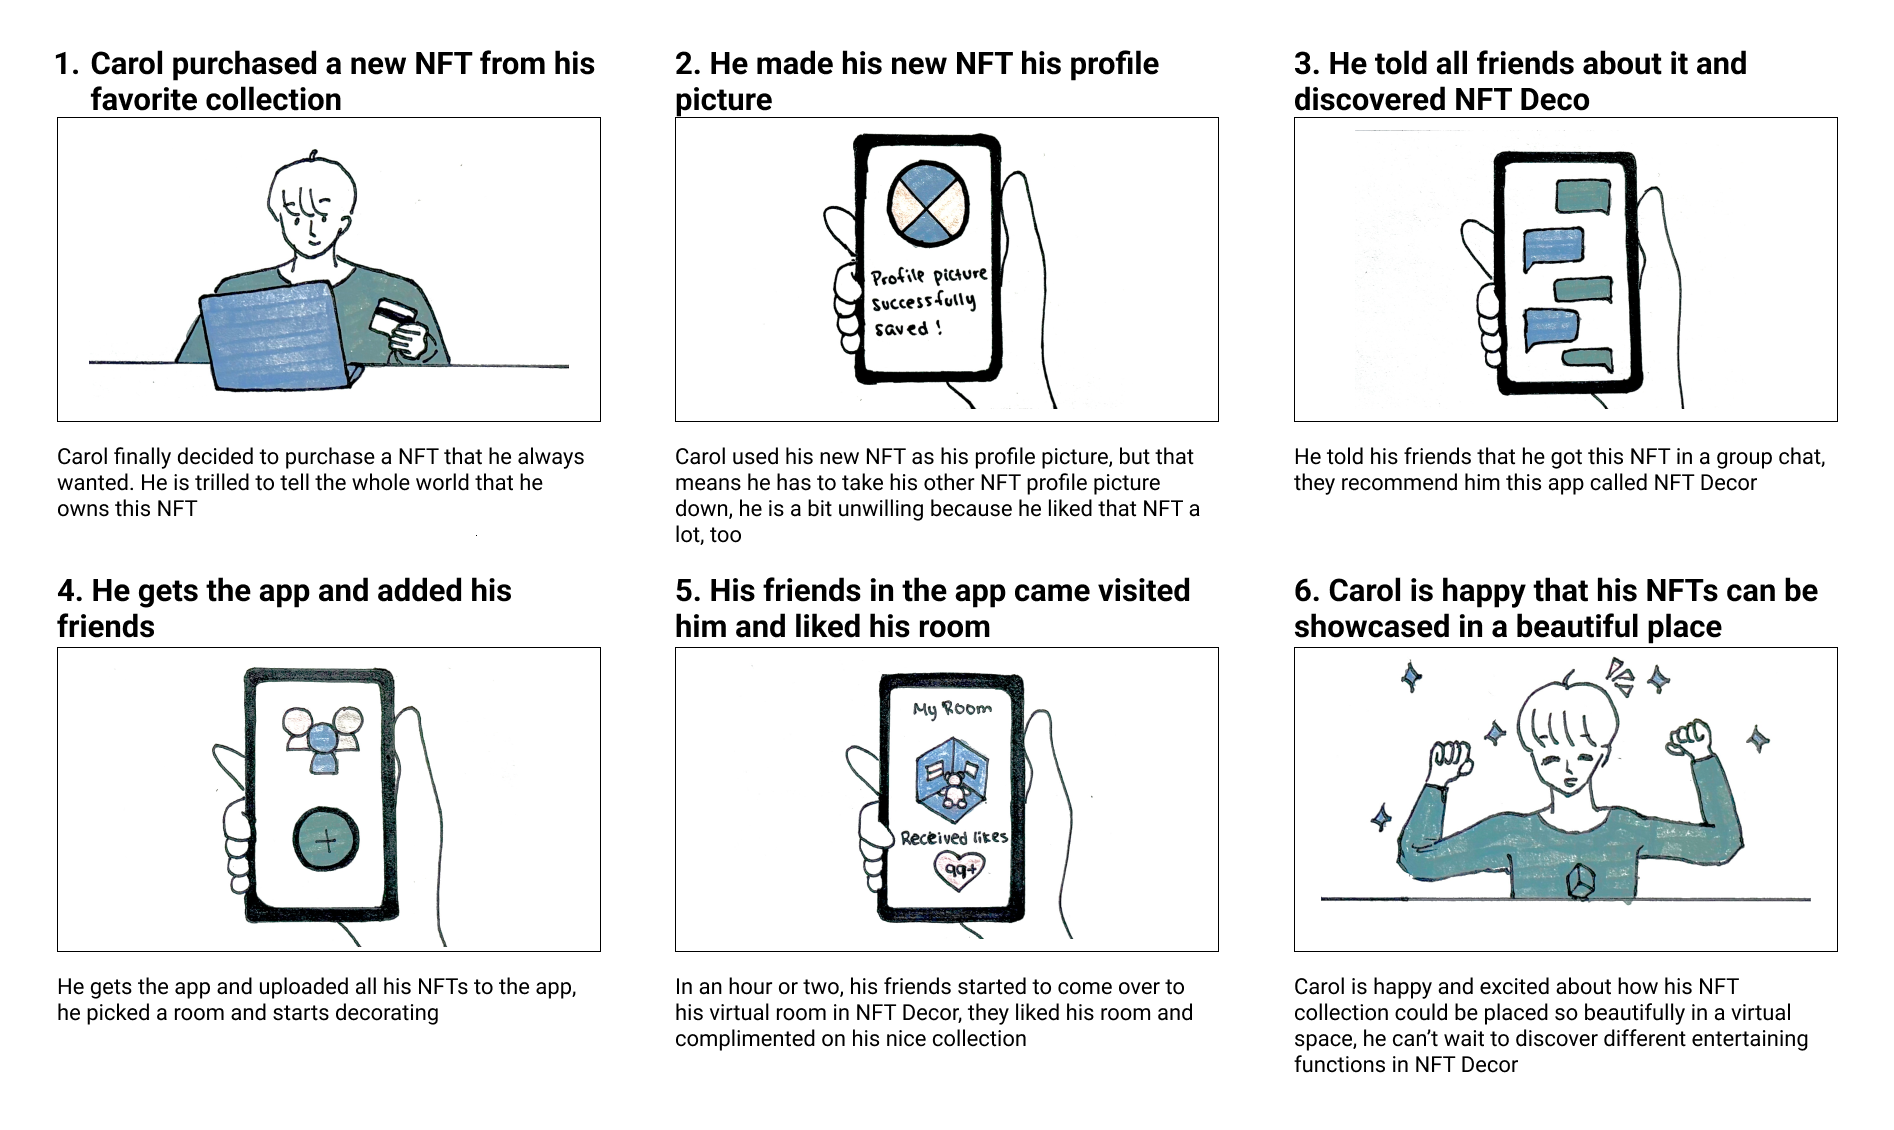 1. Carol purchased a new NFT from his
favorite collection
Carol finally decided to purchase a NFT that he always
wanted. He is trilled to tell the whole world that he
owns this NFT
2. He made his new NFT his profile
picture
Profile picture
successfully
saved!
Carol used his new NFT as his profile picture, but that
means he has to take his other NFT profile picture
down, he is a bit unwilling because he liked that NFT a
lot, too
3. He told all friends about it and
discovered NFT Deco
He told his friends that he got this NFT in a group chat,
they recommend him this app called NFT Decor
4. He gets the app and added his
friends
+
He gets the app and uploaded all his NFTs to the app,
he picked a room and starts decorating
5. His friends in the app came visited
him and liked his room
My Room
Received likes
99+
In an hour or two, his friends started to come over to
his virtual room in NFT Decor, they liked his room and
complimented on his nice collection
6. Carol is happy that his NFTs can be
showcased in a beautiful place
Carol is happy and excited about how his NFT
collection could be placed so beautifully in a virtual
space, he can’t wait to discover different entertaining
functions in NFT Decor